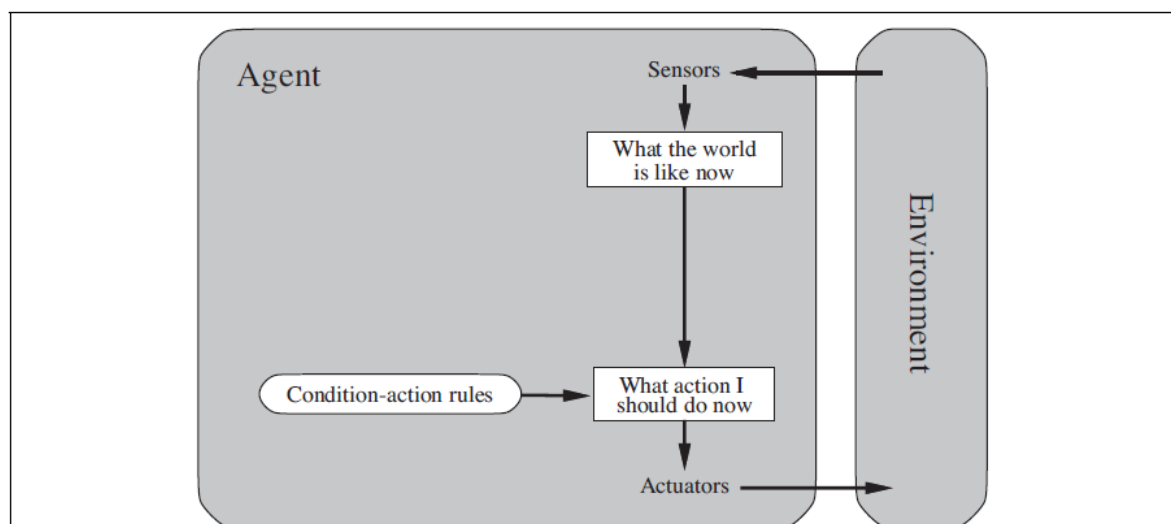 Agent
Sensors
What the world
is like now
Environment
Condition-action rules
What action I
should do now
Actuators